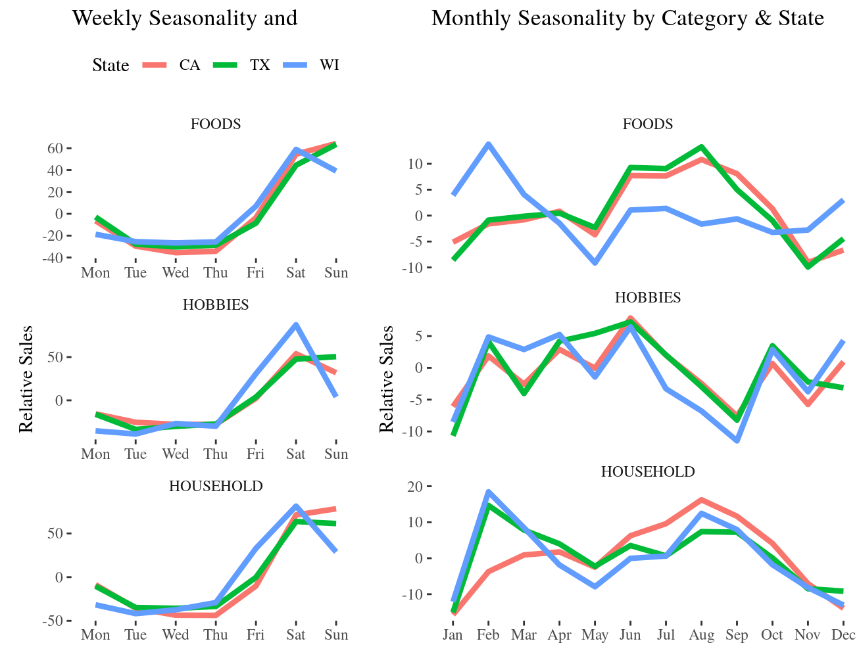 Weekly Seasonality and
Monthly Seasonality by Category & State
State CA TX WI
FOODS
60
40
20
0
-20
-40
Mon Tue Wed Thu Fri Sat Sun
HOBBIES
50
0
Mon Tue Wed Thu Fri Sat Sun
HOUSEHOLD
50
0
-50
Mon Tue Wed Thu Fri Sat Sun
Relative Sales
FOODS
10
5
0
-5
-10
HOBBIES
5
0
-5
-10
HOUSEHOLD
20
10
0
-10
Jan Feb Mar Apr May Jun Jul Aug Sep Oct Nov Dec
Relative Sales